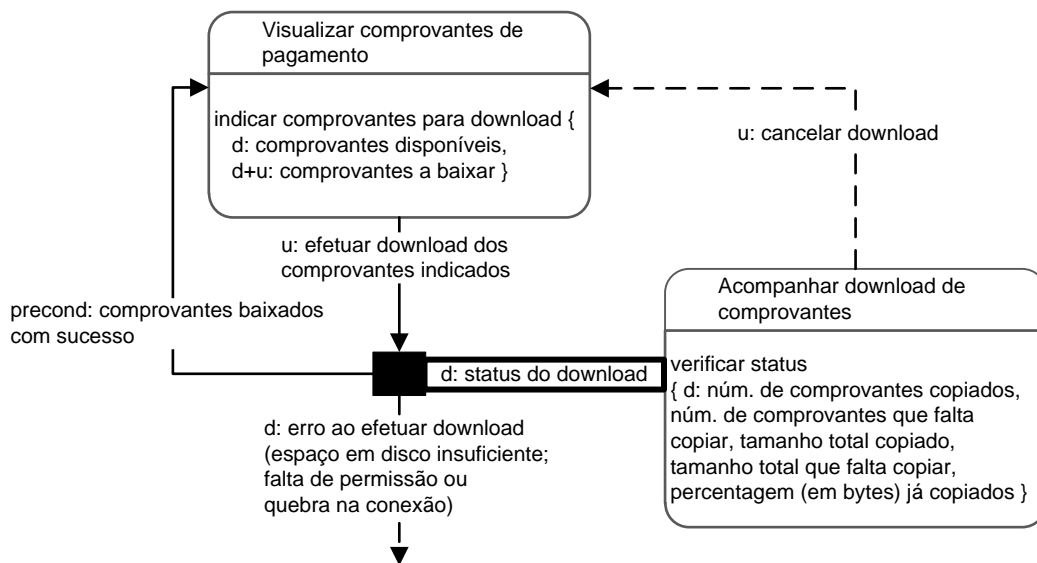 Visualizar comprovantes de
pagamento
indicar comprovantes para download {
d: comprovantes disponíveis,
d+u: comprovantes a baixar }
u: cancelar download
u: efetuar download dos
comprovantes indicados
precond: comprovantes baixados
com sucesso
Acompanhar download de
comprovantes
d: status do download
verificar status
{ d: núm. de comprovantes copiados,
núm. de comprovantes que falta
copiar, tamanho total copiado,
tamanho total que falta copiar,
percentagem (em bytes) já copiados }
d: erro ao efetuar download
(espaço em disco insuficiente;
falta de permissão ou
quebra na conexão)